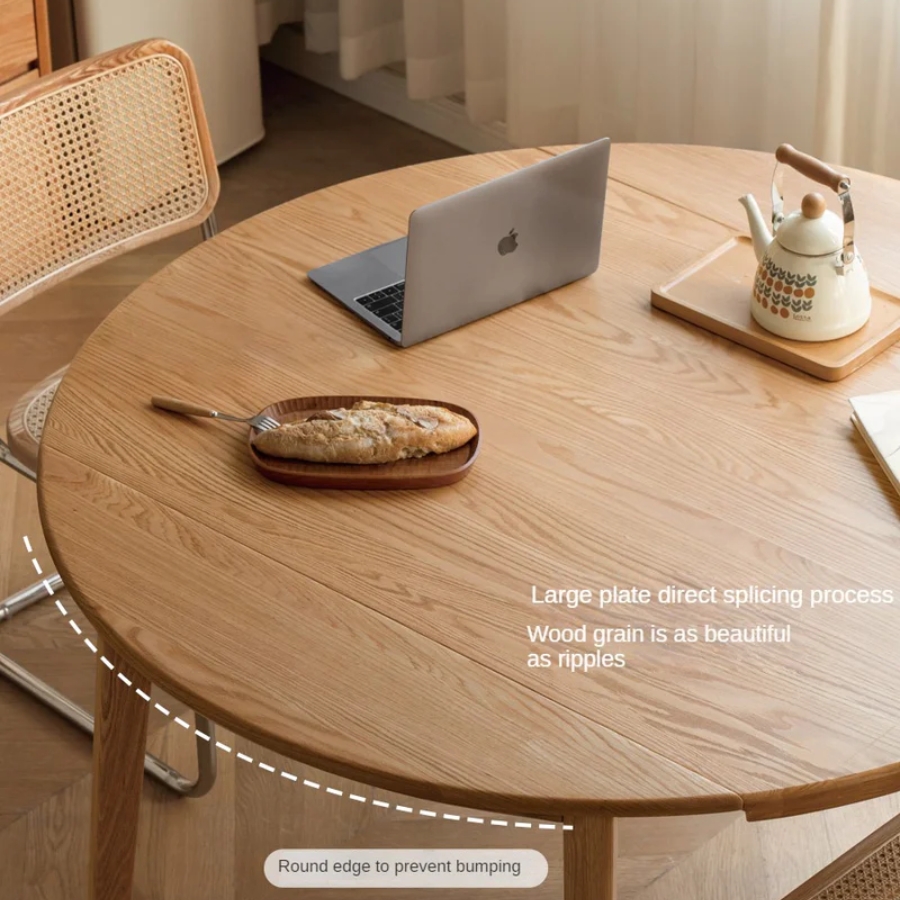 Large plate direct splicing process
Wood grain is as beautiful
as ripples
Round edge to prevent bumping